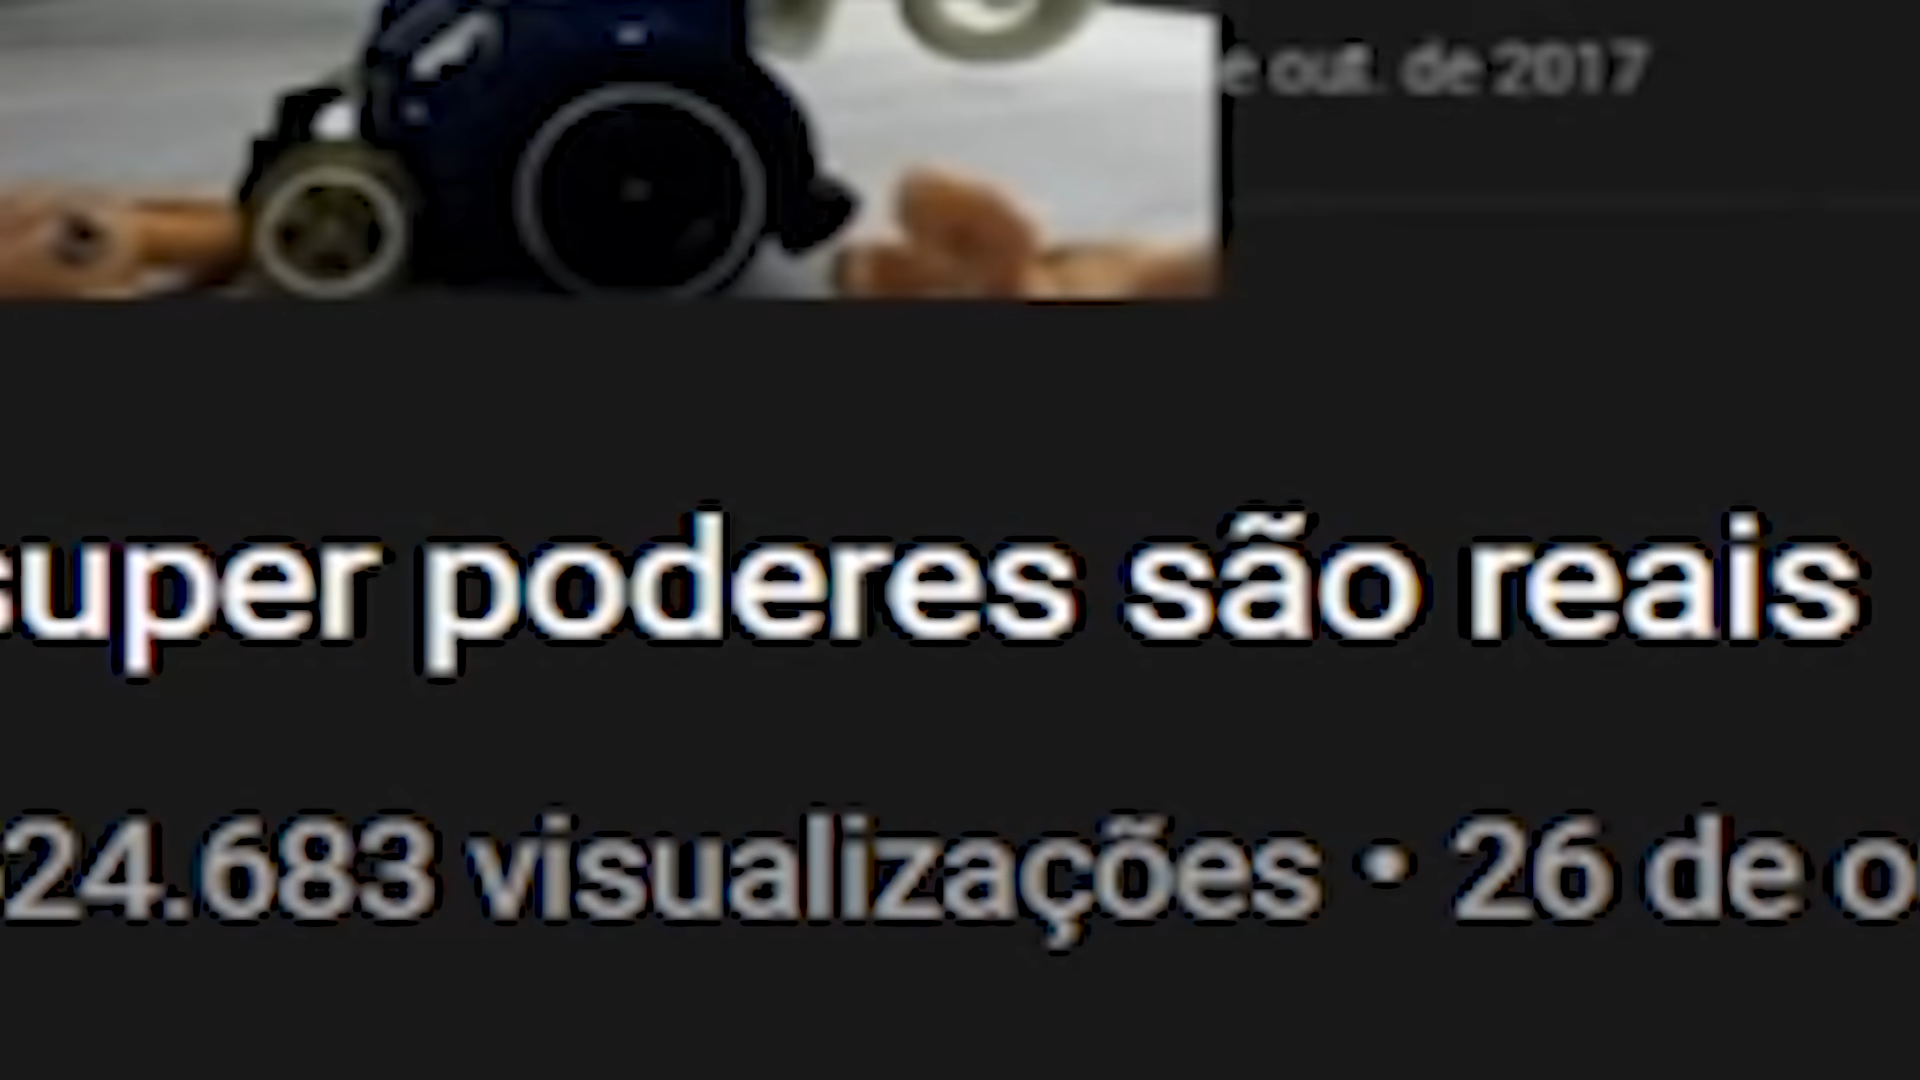 e out. de 2017
super poderes são reais
24.683 visualizações • 26 de o